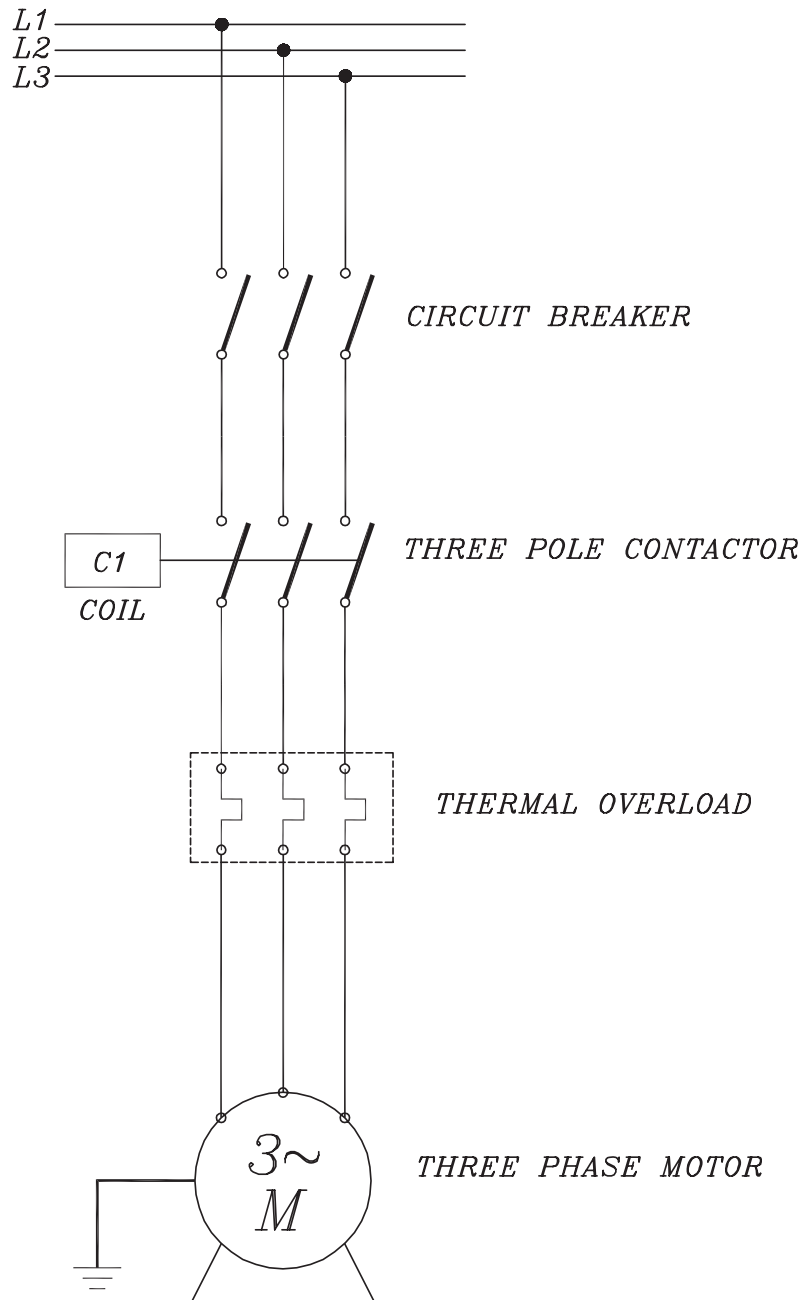 L1
L2
L3
CIRCUIT BREAKER
THREE POLE CONTACTOR
C1
COIL
THERMAL OVERLOAD
3~
M
THREE PHASE MOTOR